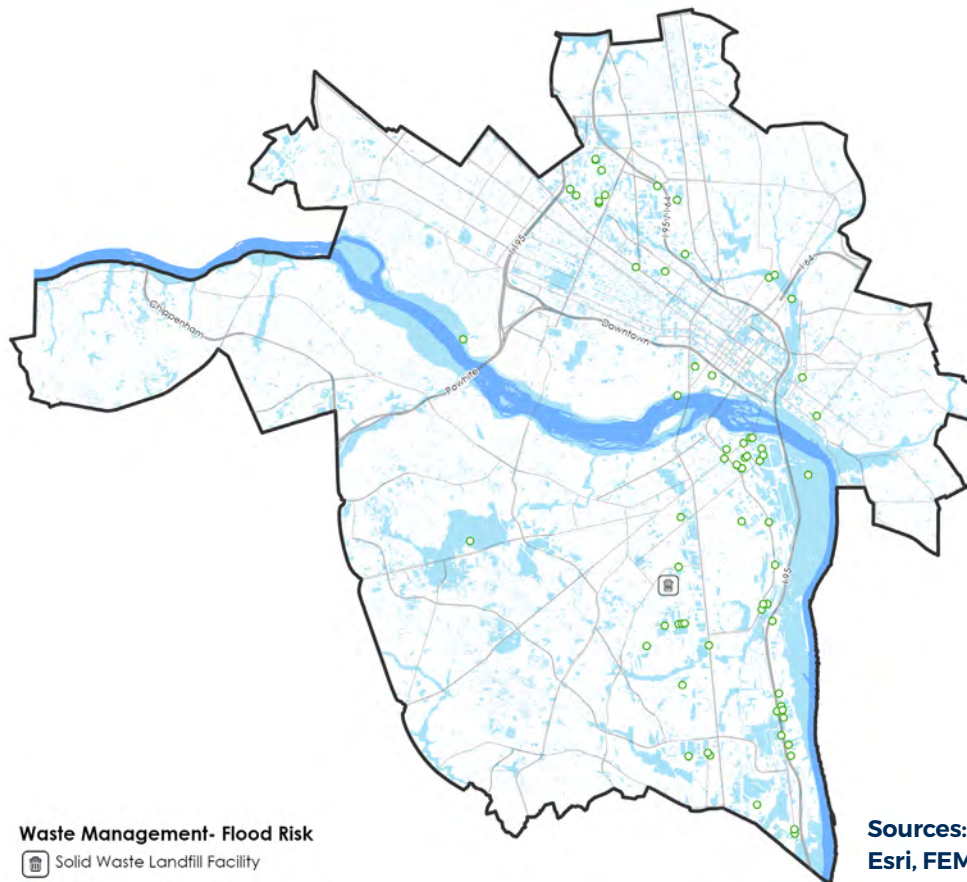 I-95
I-95 / I-64
I-64
Chippenham
Downtown
Powhite
I-95
Waste Management- Flood Risk
Solid Waste Landfill Facility
Sources:
Esri, FEM